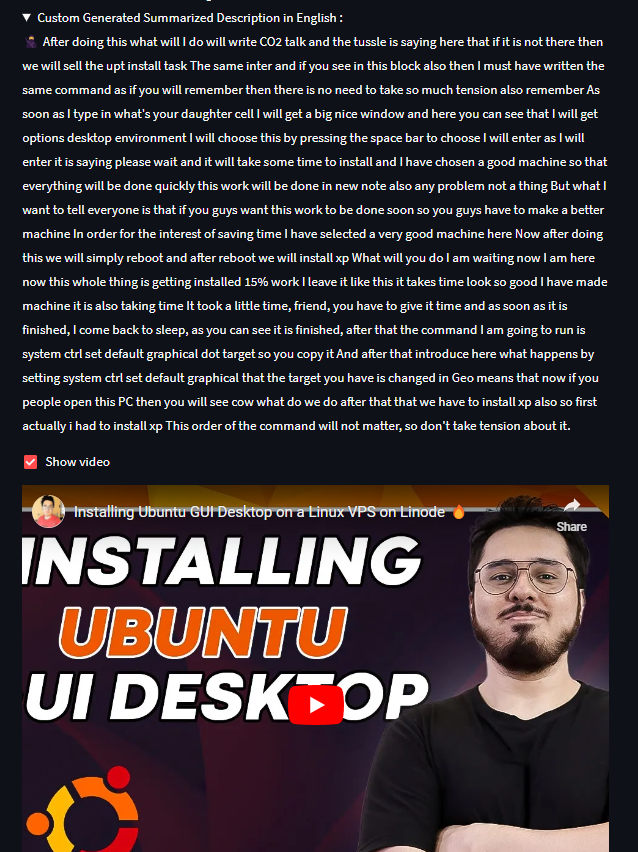 ▼ Custom Generated Summarized Description in English :
🥷 After doing this what will I do will write CO2 talk and the tussle is saying here that if it is not there then
we will sell the upt install task The same inter and if you see in this block also then I must have written the
same command as if you will remember then there is no need to take so much tension also remember As
soon as I type in what's your daughter cell I will get a big nice window and here you can see that I will get
options desktop environment I will choose this by pressing the space bar to choose I will enter as I will
enter it is saying please wait and it will take some time to install and I have chosen a good machine so that
everything will be done quickly this work will be done in new note also any problem not a thing But what I
want to tell everyone is that if you guys want this work to be done soon so you guys have to make a better
machine In order for the interest of saving time I have selected a very good machine here Now after doing
this we will simply reboot and after reboot we will install xp What will you do I am waiting now I am here
now this whole thing is getting installed 15% work I leave it like this it takes time look so good I have made
machine it is also taking time It took a little time, friend, you have to give it time and as soon as it is
finished, I come back to sleep, as you can see it is finished, after that the command I am going to run is
system ctrl set default graphical dot target so you copy it And after that introduce here what happens by
setting system ctrl set default graphical that the target you have is changed in Geo means that now if you
people open this PC then you will see cow what do we do after that that we have to install xp also so first
actually i had to install xp This order of the command will not matter, so don't take tension about it.
Show video
Installing Ubuntu GUI Desktop on a Linux VPS on Linode 🔥
Share
INSTALLING
UBUNTU
UI DESKTOP